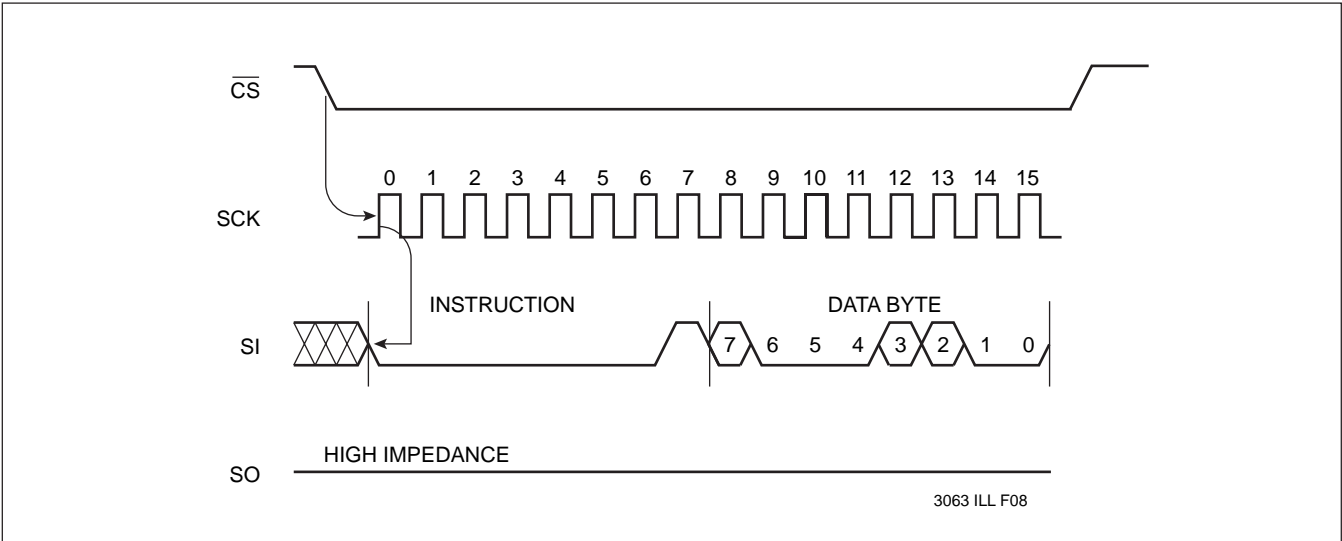 C̅S̅
0 1 2 3 4 5 6 7 8 9 10 11 12 13 14 15
SCK
INSTRUCTION DATA BYTE
SI 7 6 5 4 3 2 1 0
HIGH IMPEDANCE
SO
3063 ILL F08